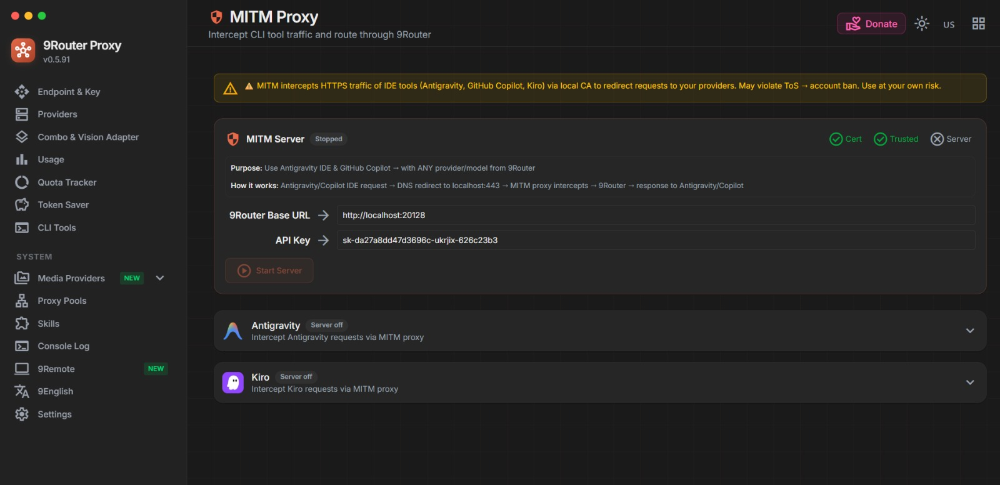 9Router Proxy
v0.5.91
Endpoint & Key
Providers
Combo & Vision Adapter
Usage
Quota Tracker
Token Saver
CLI Tools
SYSTEM
Media Providers NEW
Proxy Pools
Skills
Console Log
9Remote NEW
9English
Settings
MITM Proxy
Intercept CLI tool traffic and route through 9Router
Donate
US
⚠ MITM intercepts HTTPS traffic of IDE tools (Antigravity, GitHub Copilot, Kiro) via local CA to redirect requests to your providers. May violate ToS → account ban. Use at your own risk.
MITM Server Stopped
Cert Trusted Server
Purpose: Use Antigravity IDE & GitHub Copilot → with ANY provider/model from 9Router
How it works: Antigravity/Copilot IDE request → DNS redirect to localhost:443 → MITM proxy intercepts → 9Router → response to Antigravity/Copilot
9Router Base URL → http://localhost:20128
API Key → sk-da27a8dd47d3696c-ukrjix-626c23b3
Start Server
Antigravity Server off
Intercept Antigravity requests via MITM proxy
Kiro Server off
Intercept Kiro requests via MITM proxy